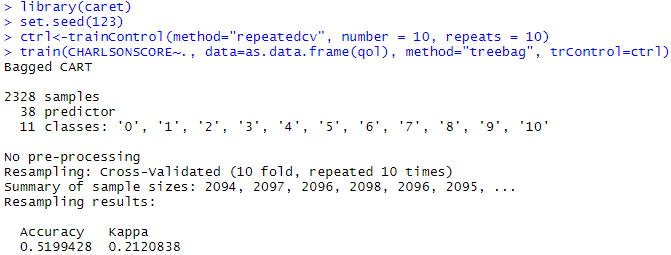 > library(caret)
> set.seed(123)
> ctrl<-trainControl(method="repeatedcv", number = 10, repeats = 10)
> train(CHARLSONSCORE~., data=as.data.frame(qol), method="treebag", trControl=ctrl)
Bagged CART

2328 samples
  38 predictor
  11 classes: '0', '1', '2', '3', '4', '5', '6', '7', '8', '9', '10'

No pre-processing
Resampling: Cross-Validated (10 fold, repeated 10 times)
Summary of sample sizes: 2094, 2097, 2096, 2098, 2096, 2095, ...
Resampling results:

  Accuracy   Kappa
  0.5199428  0.2120838